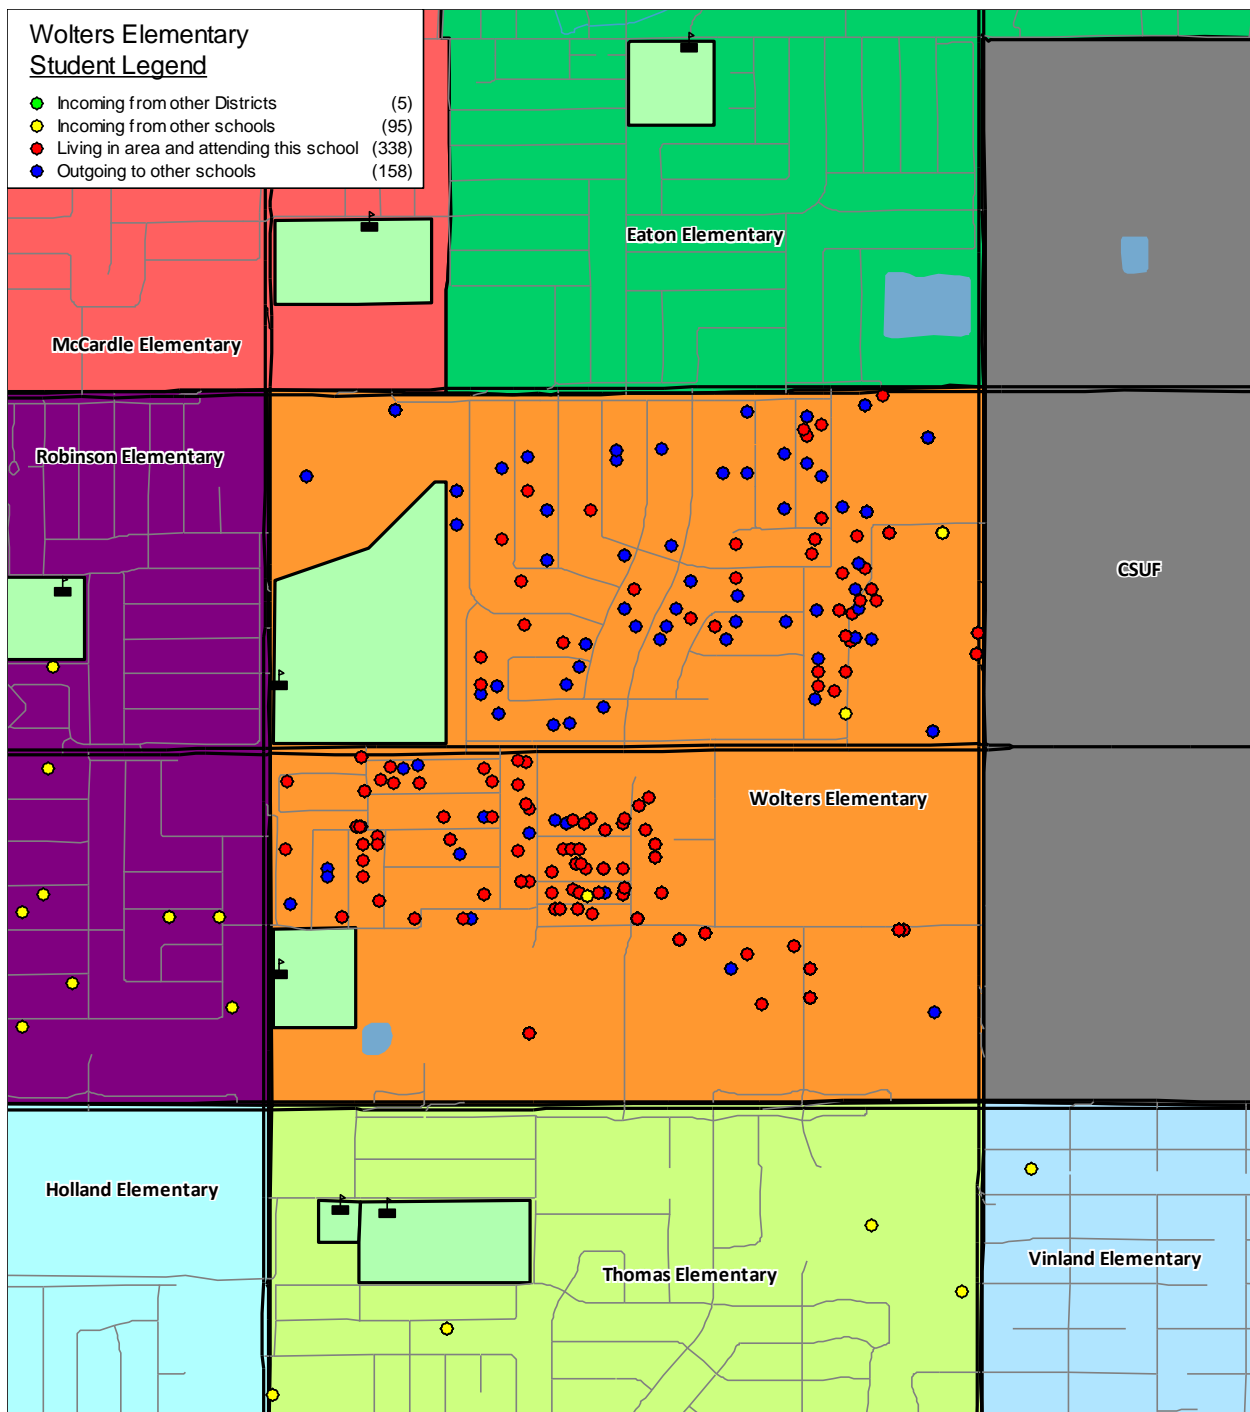 Wolters Elementary
Student Legend
Incoming from other Districts (5)
Incoming from other schools (95)
Living in area and attending this school (338)
Outgoing to other schools (158)
Eaton Elementary
McCardle Elementary
Robinson Elementary
CSUF
Wolters Elementary
Holland Elementary
Thomas Elementary
Vinland Elementary